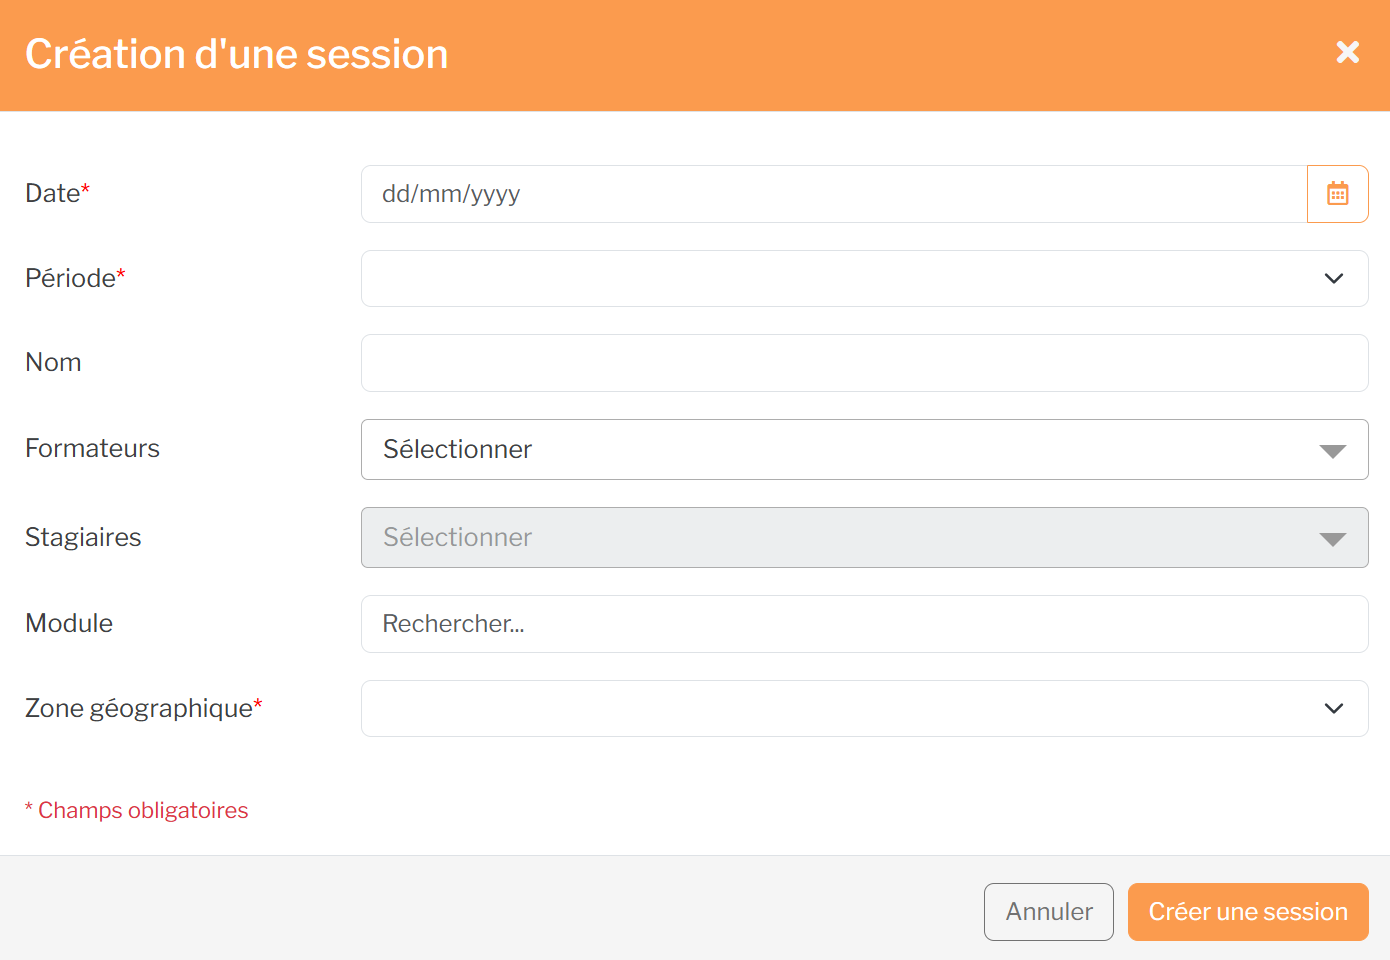 Création d'une session
Date* dd/mm/yyyy
Période*
Nom
Formateurs Sélectionner
Stagiaires Sélectionner
Module Rechercher...
Zone géographique*
* Champs obligatoires
Annuler Créer une session